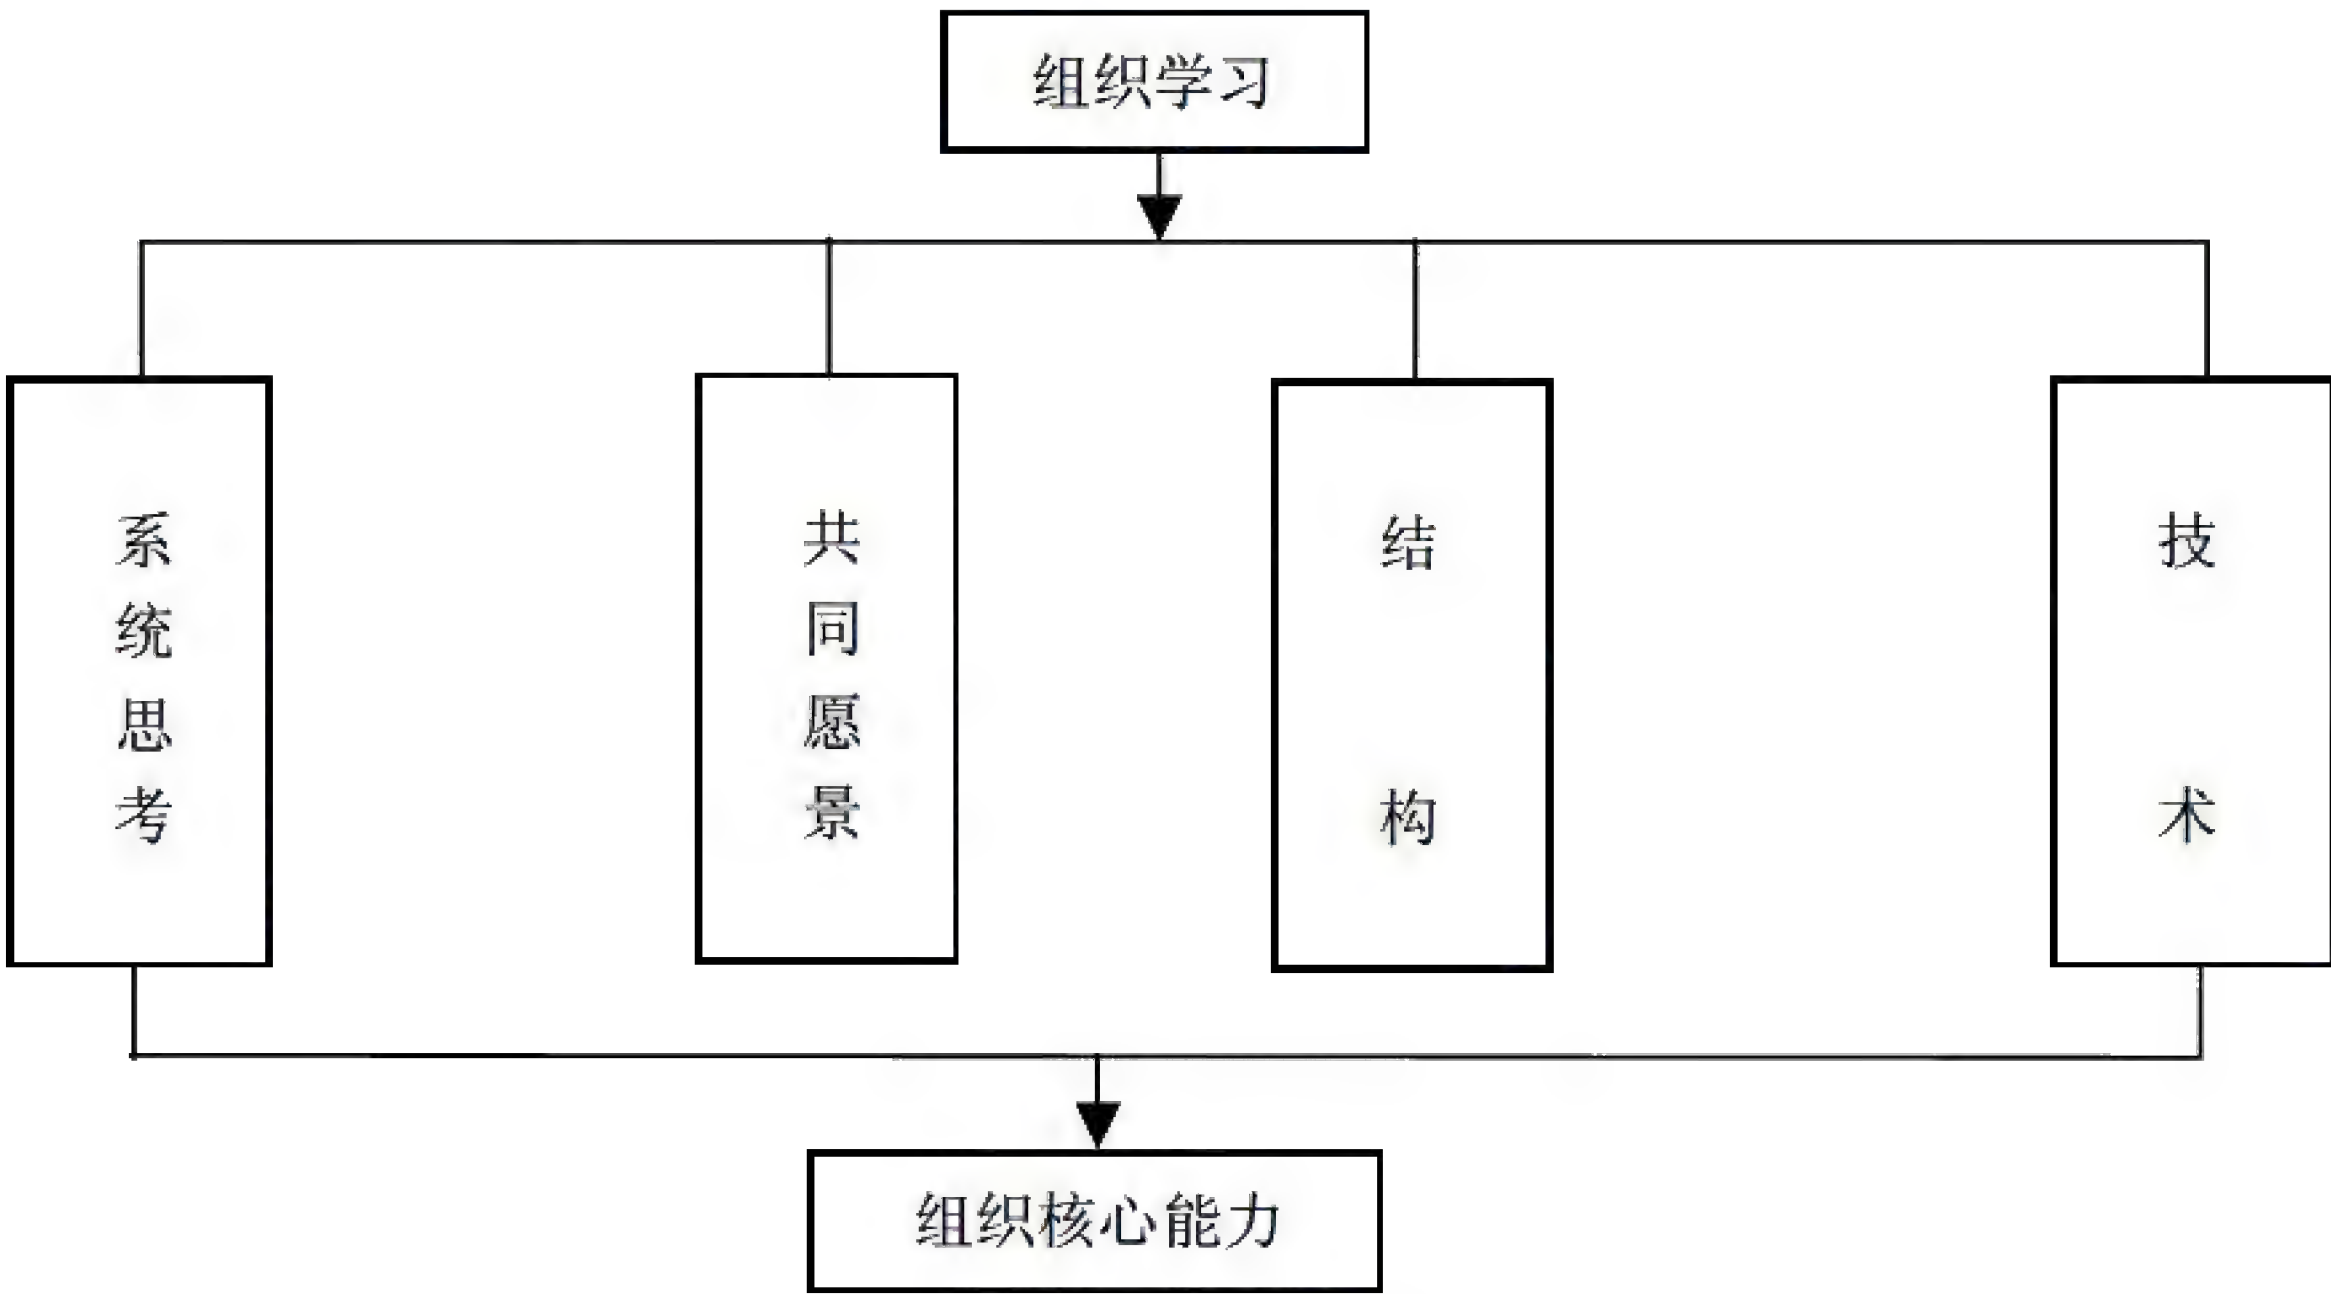 组织学习
系统思考
共同愿景
结构
技术
组织核心能力